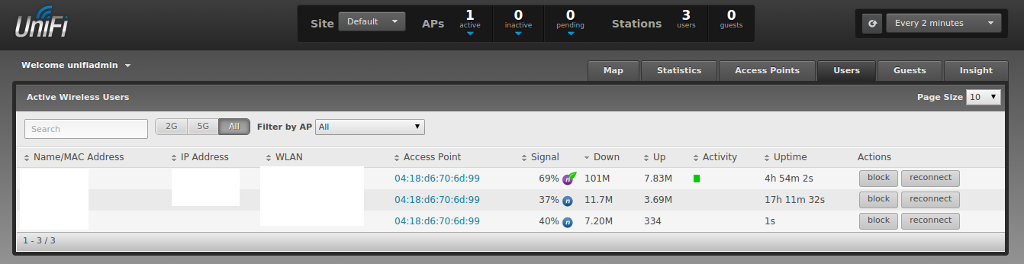 UniFi
Site Default APs 1 active 0 inactive 0 pending Stations 3 users 0 guests Every 2 minutes
Welcome unifiadmin
Map Statistics Access Points Users Guests Insight
Active Wireless Users Page Size 10
Search 2G 5G All Filter by AP All
Name/MAC Address IP Address WLAN Access Point Signal Down Up Activity Uptime Actions
04:18:d6:70:6d:99 69% n 101M 7.83M 4h 54m 2s block reconnect
04:18:d6:70:6d:99 37% n 11.7M 3.69M 17h 11m 32s block reconnect
04:18:d6:70:6d:99 40% n 7.20M 334 1s block reconnect
1 - 3 / 3